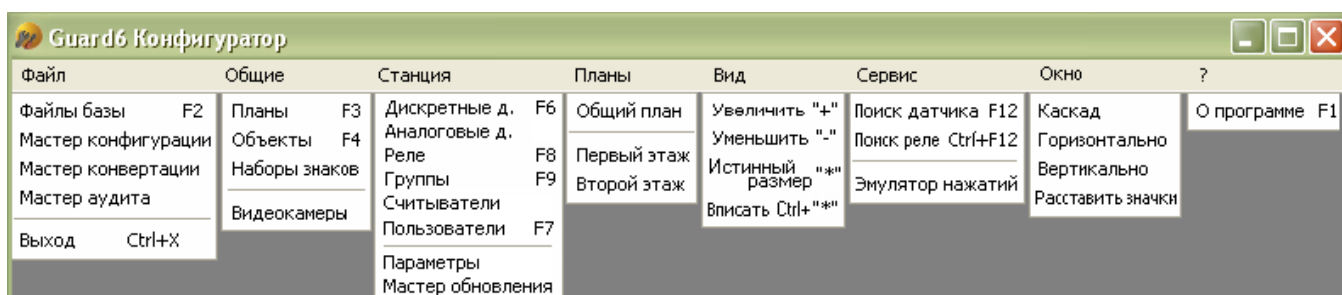 Guard6 Конфигуратор
Файл Общие Станция Планы Вид Сервис Окно ?
Файлы базы F2
Мастер конфигурации
Мастер конвертации
Мастер аудита
Выход Ctrl+X
Планы F3
Объекты F4
Наборы знаков
Видеокамеры
Дискретные д. F6
Аналоговые д.
Реле F8
Группы F9
Считыватели
Пользователи F7
Параметры
Мастер обновления
Общий план
Первый этаж
Второй этаж
Увеличить "+"
Уменьшить "-"
Истинный "*"
размер
Вписать Ctrl+"*"
Поиск датчика F12
Поиск реле Ctrl+F12
Эмулятор нажатий
Каскад
Горизонтально
Вертикально
Расставить значки
О программе F1